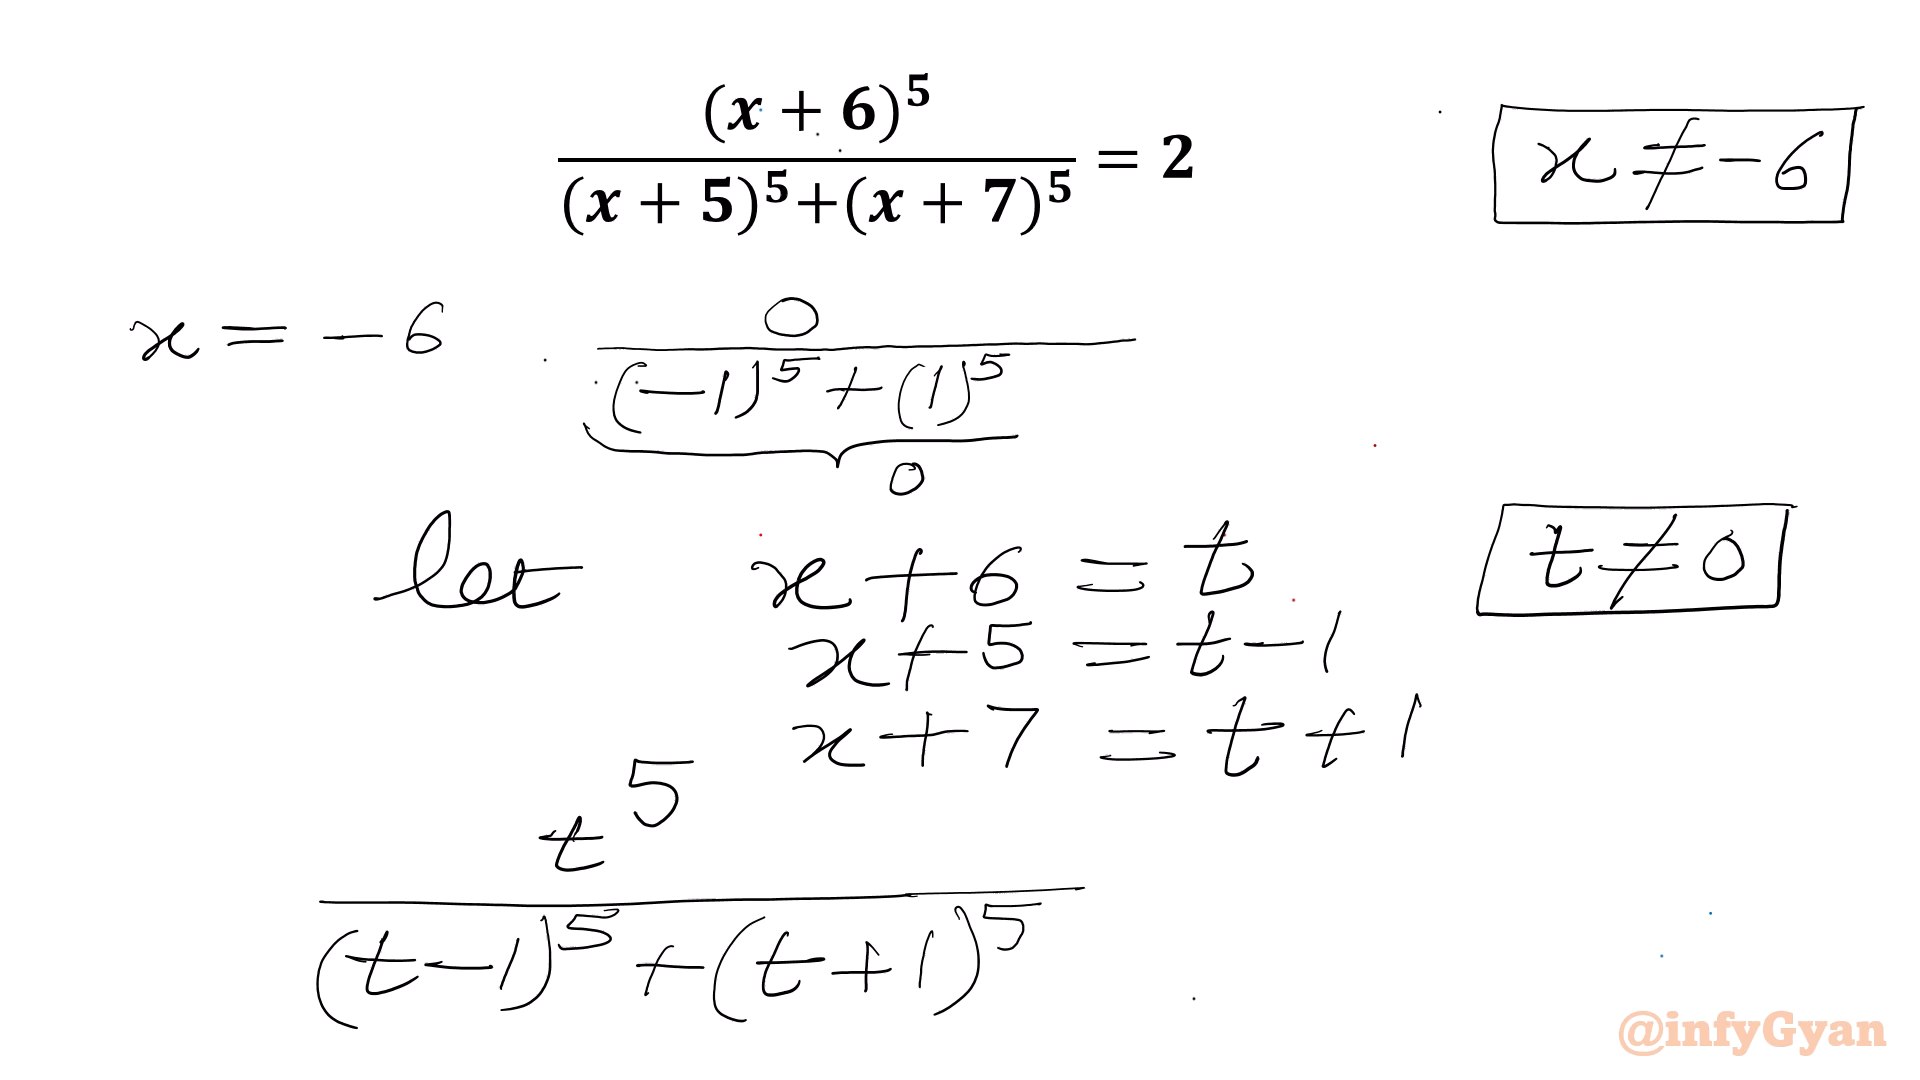 (x + 6)^5
――――――――――――― = 2
(x + 5)^5+(x + 7)^5
x ≠ -6
x = -6
0
―――――――――――
(-1)^5 + (1)^5
0
let x+6 = t
t ≠ 0
x+5 = t-1
x+7 = t+1
t^5
―――――――――――――
(t-1)^5 + (t+1)^5
@infyGyan